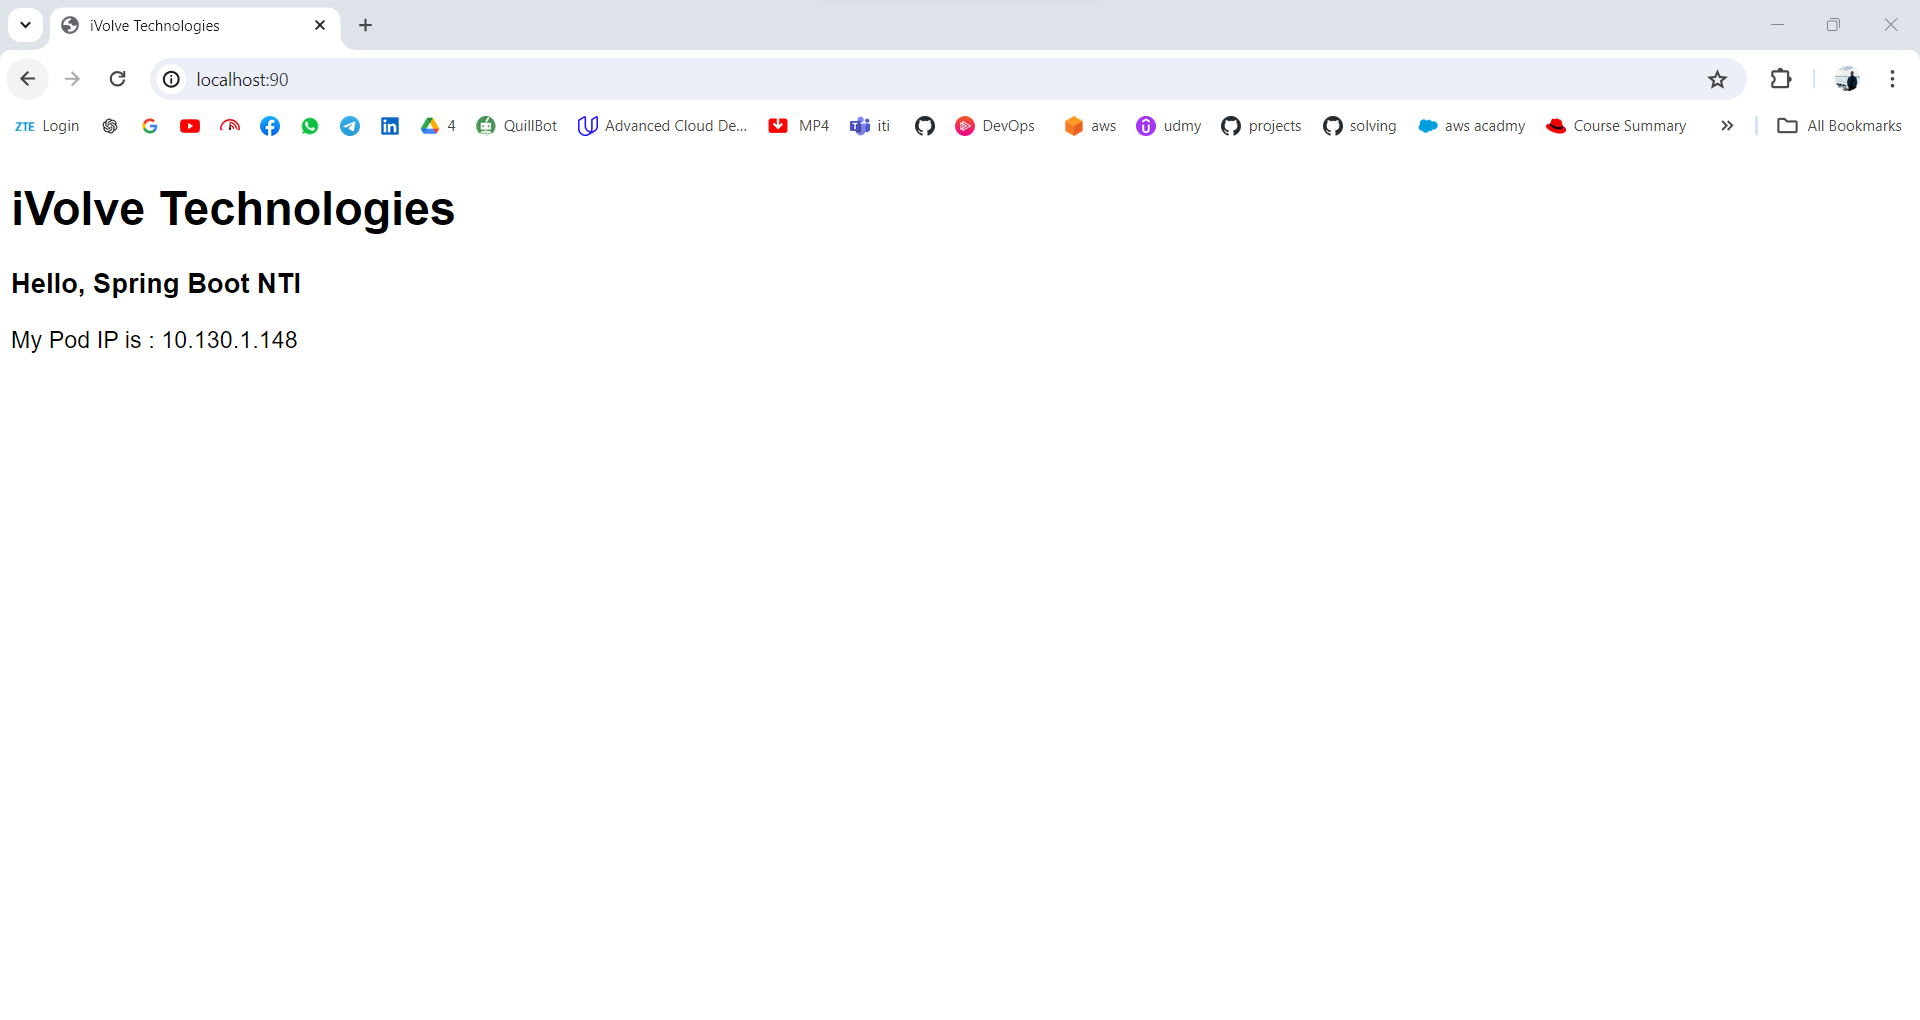 iVolve Technologies
localhost:90
ZTE Login 4 QuillBot Advanced Cloud De... MP4 iti DevOps aws udmy projects solving aws acadmy Course Summary All Bookmarks
iVolve Technologies
Hello, Spring Boot NTI
My Pod IP is : 10.130.1.148